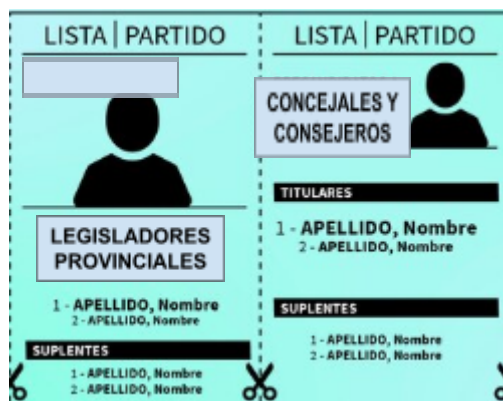 LISTA | PARTIDO
LEGISLADORES
PROVINCIALES
1 - APELLIDO, Nombre
2 - APELLIDO, Nombre
SUPLENTES
1 - APELLIDO, Nombre
2 - APELLIDO, Nombre
LISTA | PARTIDO
CONCEJALES Y
CONSEJEROS
TITULARES
1 - APELLIDO, Nombre
2 - APELLIDO, Nombre
SUPLENTES
1 - APELLIDO, Nombre
2 - APELLIDO, Nombre